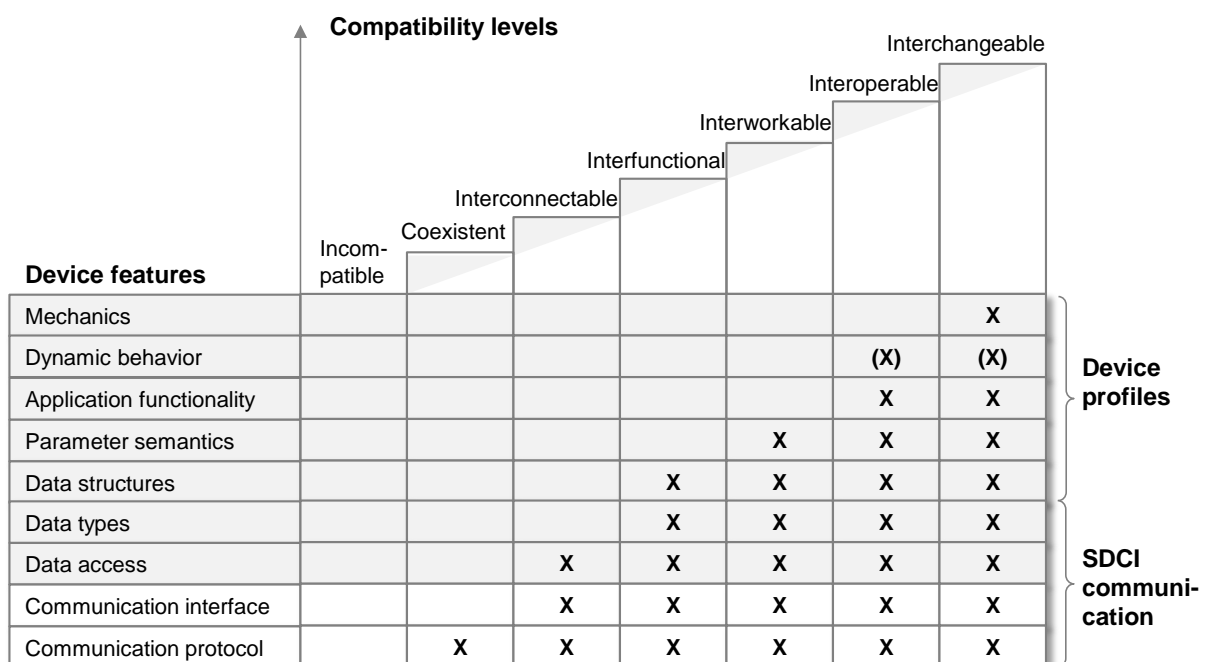 Compatibility levels
Interchangeable
Interoperable
Interworkable
Interfunctional
Interconnectable
Coexistent
Incom-
patible
Device features
Mechanics X
Dynamic behavior (X) (X)
Application functionality X X
Parameter semantics X X X
Data structures X X X X
Device
profiles
Data types X X X X
Data access X X X X X
Communication interface X X X X X
Communication protocol X X X X X X
SDCI
communi-
cation